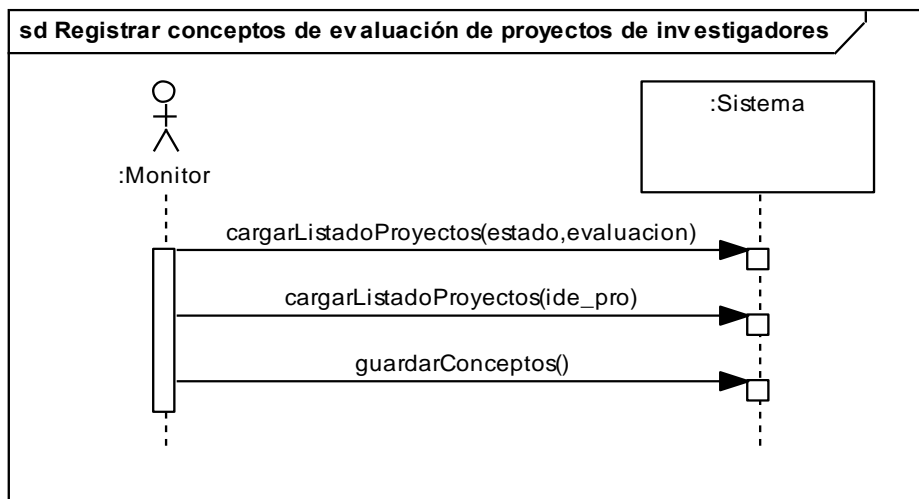 sd Registrar conceptos de evaluación de proyectos de investigadores
:Sistema
:Monitor
cargarListadoProyectos(estado,evaluacion)
cargarListadoProyectos(ide_pro)
guardarConceptos()